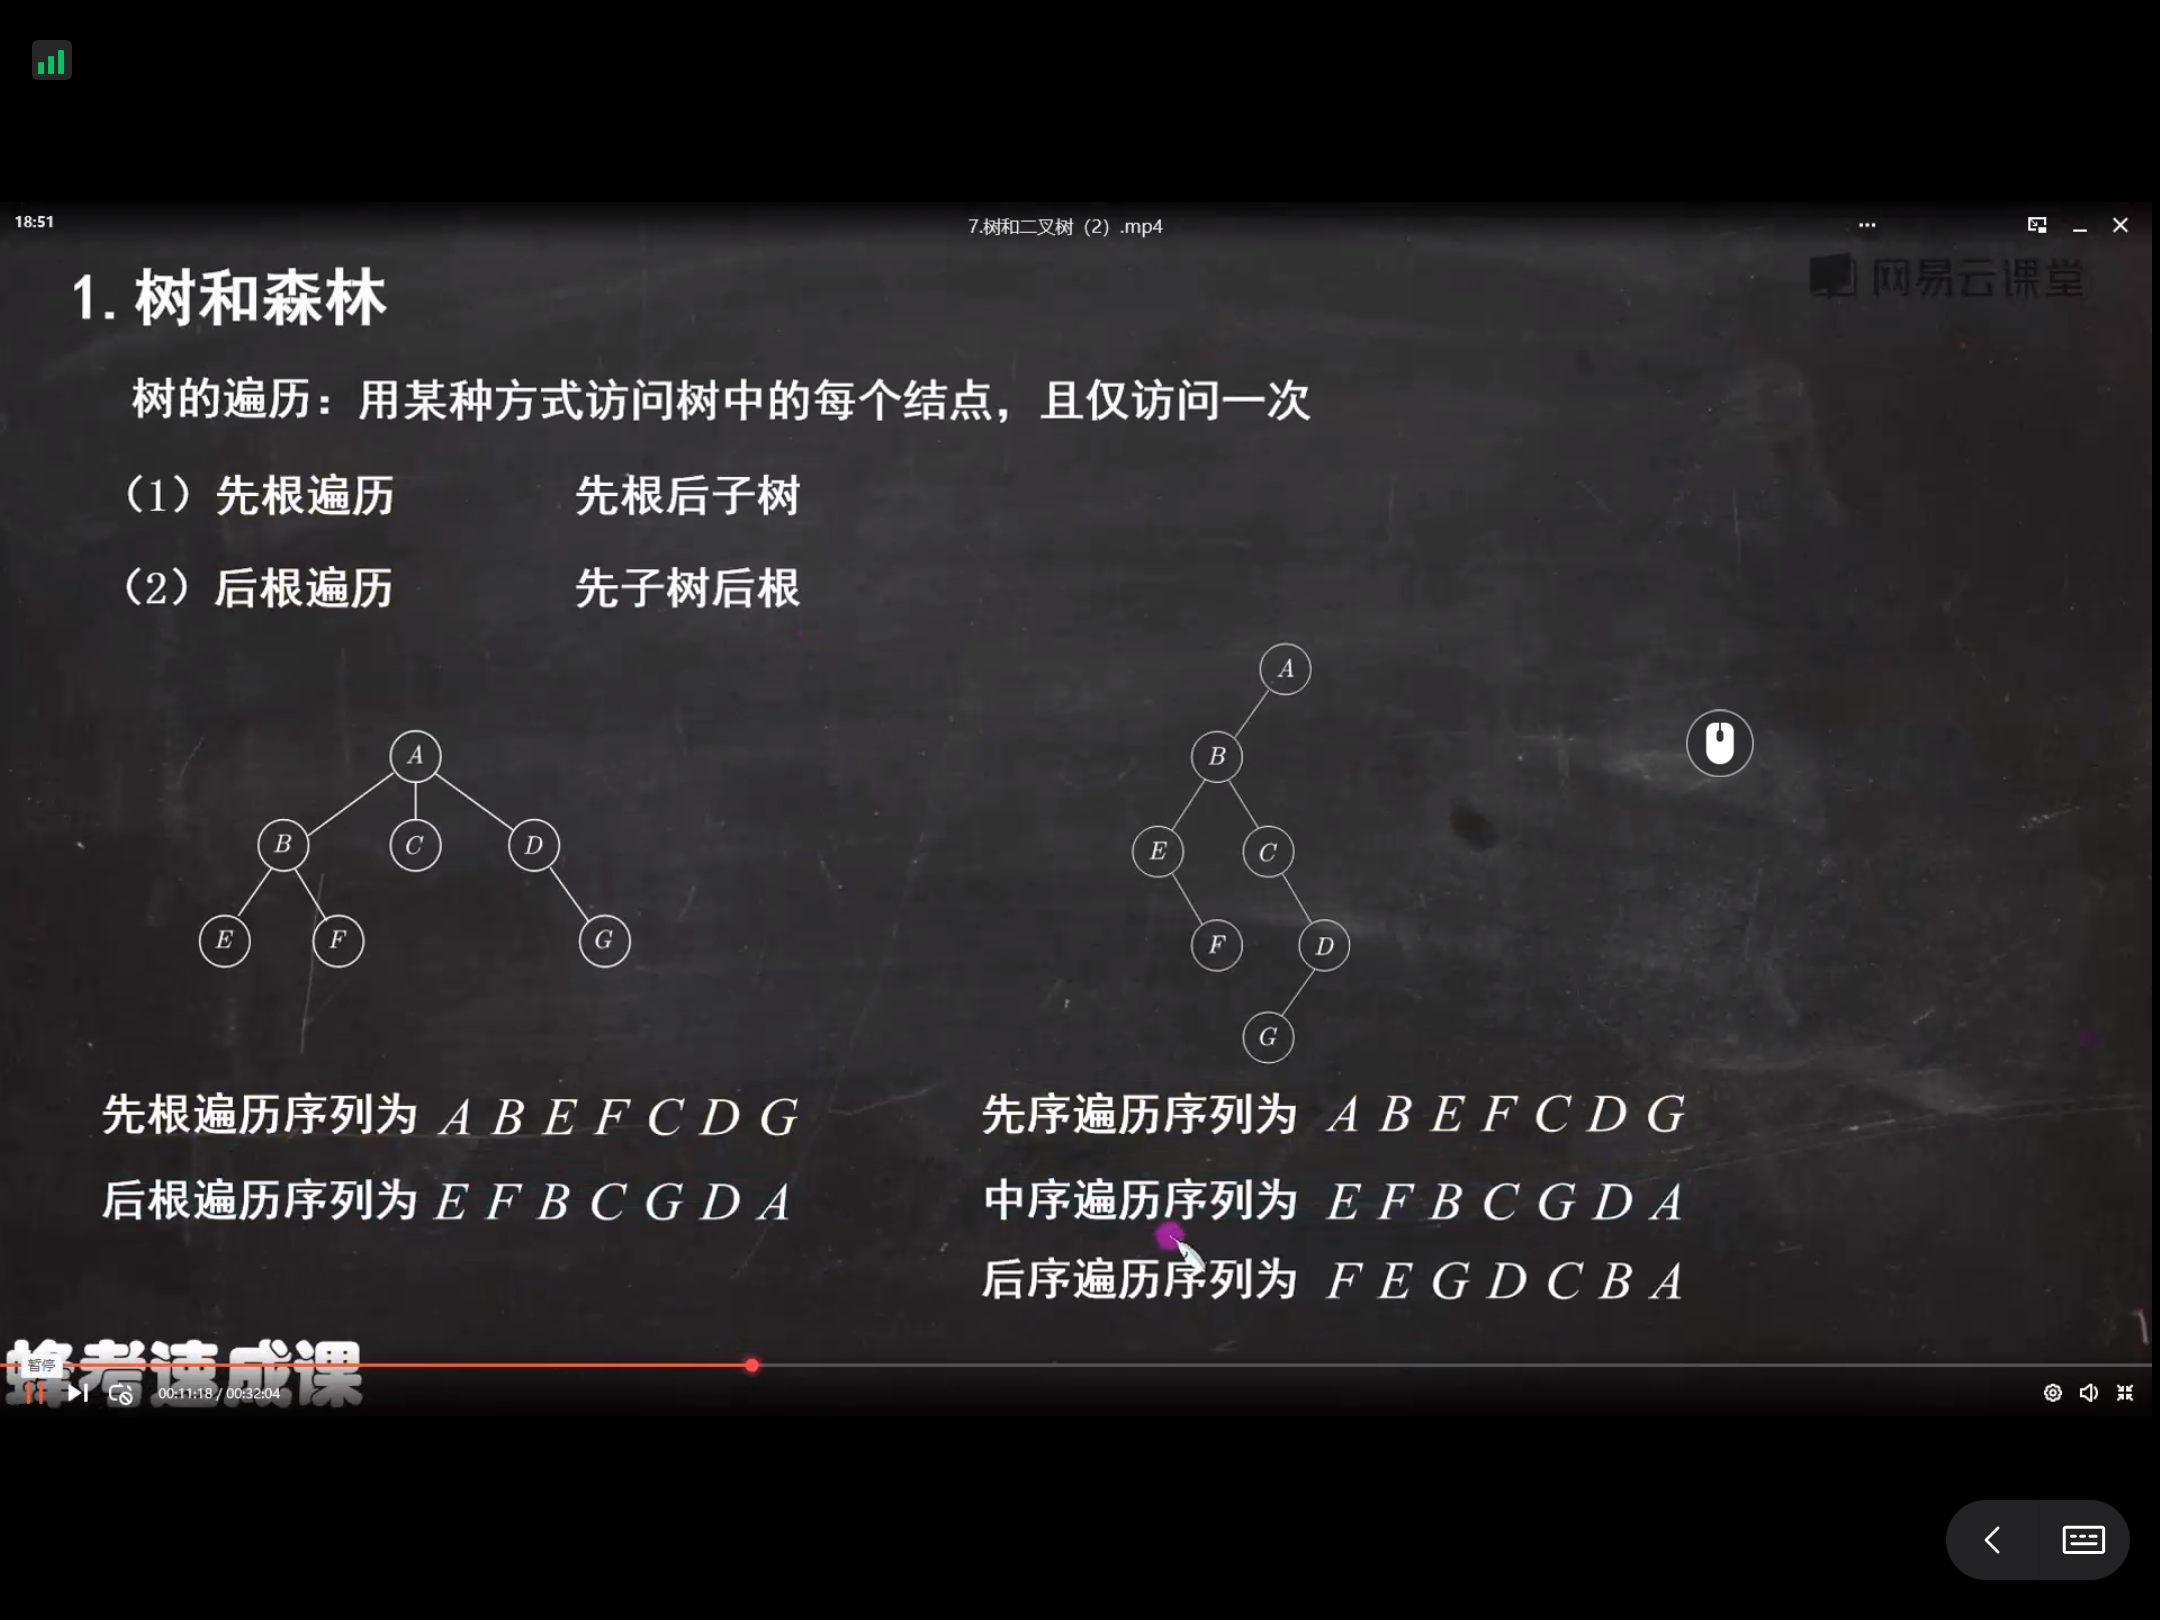 18:51
7.树和二叉树（2）.mp4
网易云课堂
1. 树和森林
树的遍历：用某种方式访问树中的每个结点，且仅访问一次
（1）先根遍历 先根后子树
（2）后根遍历 先子树后根
A
B C D
E F G
A
B
E C
F D
G
先根遍历序列为 A B E F C D G
后根遍历序列为 E F B C G D A
先序遍历序列为 A B E F C D G
中序遍历序列为 E F B C G D A
后序遍历序列为 F E G D C B A
蜂考速成课
暂停
00:11:18 / 00:32:04